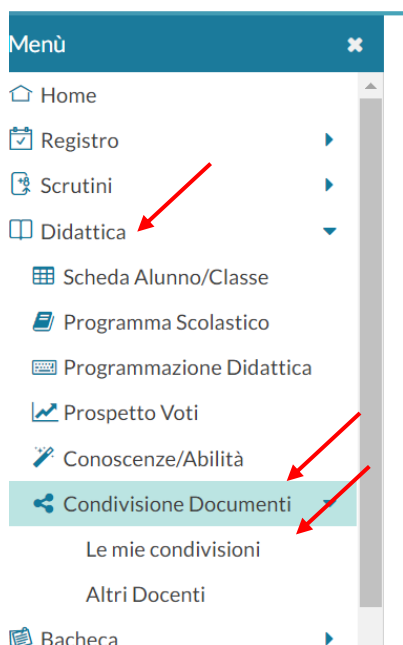 Menù
Home
Registro
Scrutini
Didattica
Scheda Alunno/Classe
Programma Scolastico
Programmazione Didattica
Prospetto Voti
Conoscenze/Abilità
Condivisione Documenti
Le mie condivisioni
Altri Docenti
Bacheca